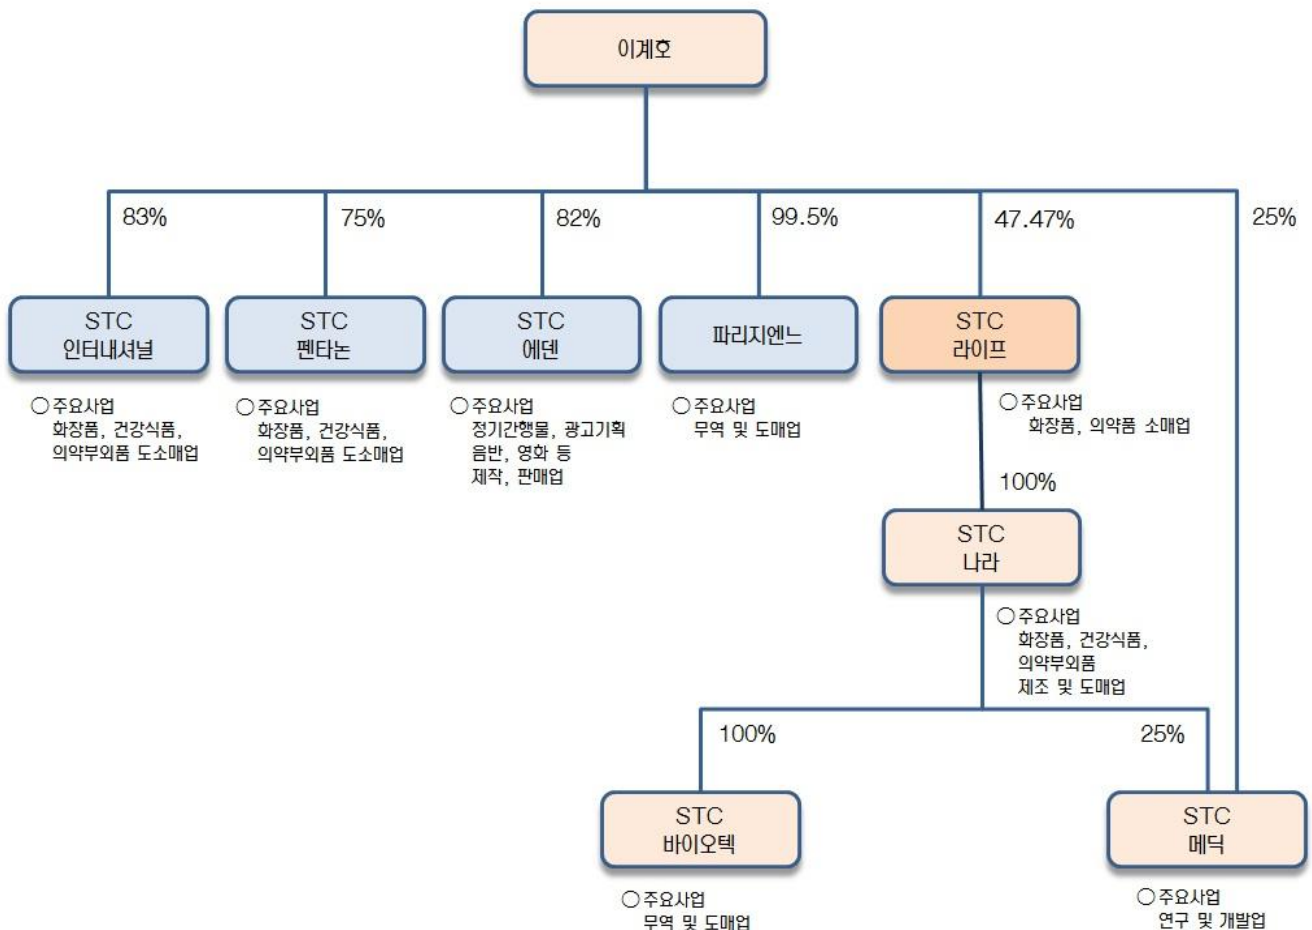 이계호
83%
75%
82%
99.5%
47.47%
25%
STC
인터내셔널
STC
펜타논
STC
에덴
파리지엔느
STC
라이프
○ 주요사업
화장품, 건강식품,
의약부외품 도소매업
○ 주요사업
화장품, 건강식품,
의약부외품 도소매업
○ 주요사업
정기간행물, 광고기획
음반, 영화 등
제작, 판매업
○ 주요사업
무역 및 도매업
○ 주요사업
화장품, 의약품 소매업
100%
STC
나라
○ 주요사업
화장품, 건강식품,
의약부외품
제조 및 도매업
100%
25%
STC
바이오텍
STC
메딕
○ 주요사업
무역 및 도매업
○ 주요사업
연구 및 개발업